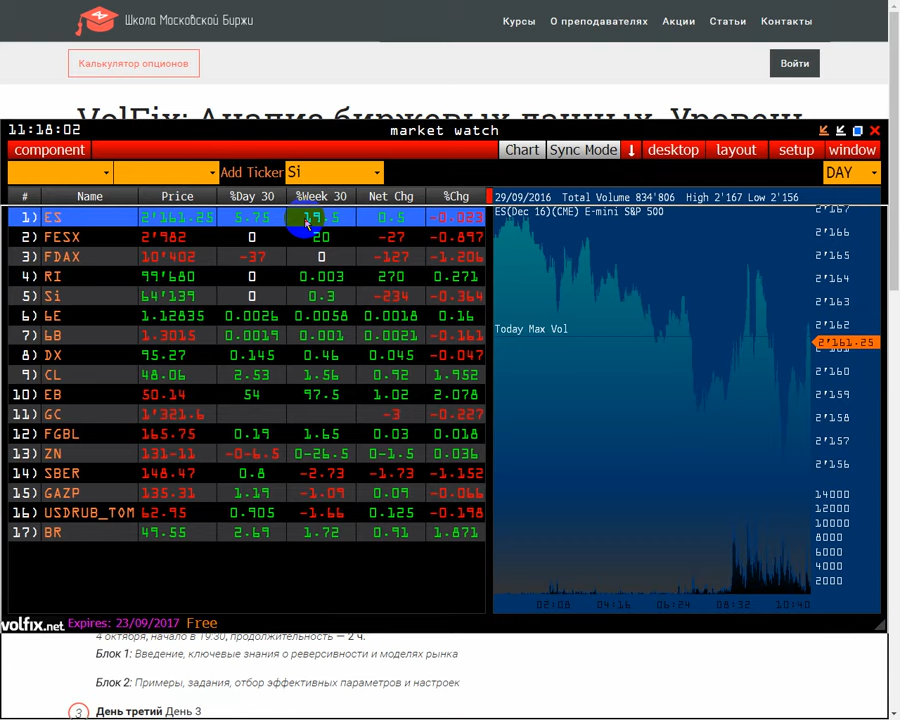 Школа Московской Биржи
Курсы О преподавателях Акции Статьи Контакты
Калькулятор опционов
Войти
VolFix: Анализ биржевых данных. Уровень
11:18:02 market watch
component Chart Sync Mode desktop layout setup window
Add Ticker Si DAY
# Name Price %Day 30 %Week 30 Net Chg %Chg
29/09/2016 Total Volume 834'806 High 2'167 Low 2'156
ES(Dec 16)(CME) E-mini S&P 500
1) ES 2'161.25 5.75 19.5 0.5 -0.023
2) FESX 2'982 0 20 -27 -0.897
3) FDAX 10'402 -37 0 -127 -1.206
4) RI 99'680 0 0.003 270 0.271
5) Si 64'139 0 0.3 -234 -0.364
6) 6E 1.12835 0.0026 0.0058 0.0018 0.16
7) 6B 1.3015 0.0019 0.001 0.0021 -0.161
8) DX 95.27 0.145 0.46 0.045 -0.047
9) CL 48.06 2.53 1.56 0.92 1.952
10) EB 50.14 54 97.5 1.02 2.078
11) GC 1'321.6 -3 -0.227
12) FGBL 165.75 0.19 1.65 0.03 0.018
13) ZN 131-11 -0-6.5 0-26.5 0-1.5 0.036
14) SBER 148.47 0.8 -2.73 -1.73 -1.152
15) GAZP 135.31 1.19 -1.09 0.09 -0.066
16) USDRUB_TOM 62.95 0.905 -1.66 0.125 -0.198
17) BR 49.55 2.69 1.72 0.91 1.871
Today Max Vol
2'167
2'166
2'165
2'164
2'163
2'162
2'161.25
2'160
2'159
2'158
2'157
2'156
14000
12000
10000
8000
6000
4000
2000
02:08 04:16 06:24 08:32 10:40
volfix.net Expires: 23/09/2017 Free
4 октября, начало в 19:30, продолжительность — 2 ч.
Блок 1: Введение, ключевые знания о реверсивности и моделях рынка
Блок 2: Примеры, задания, отбор эффективных параметров и настроек
3 День третий День 3